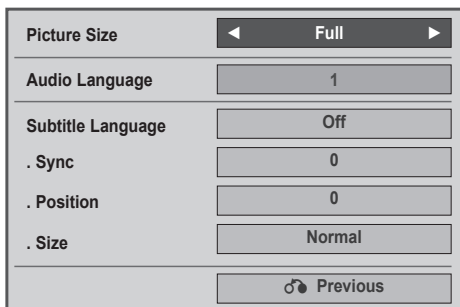 Picture Size ◄ Full ►
Audio Language 1
Subtitle Language Off
. Sync 0
. Position 0
. Size Normal
Previous